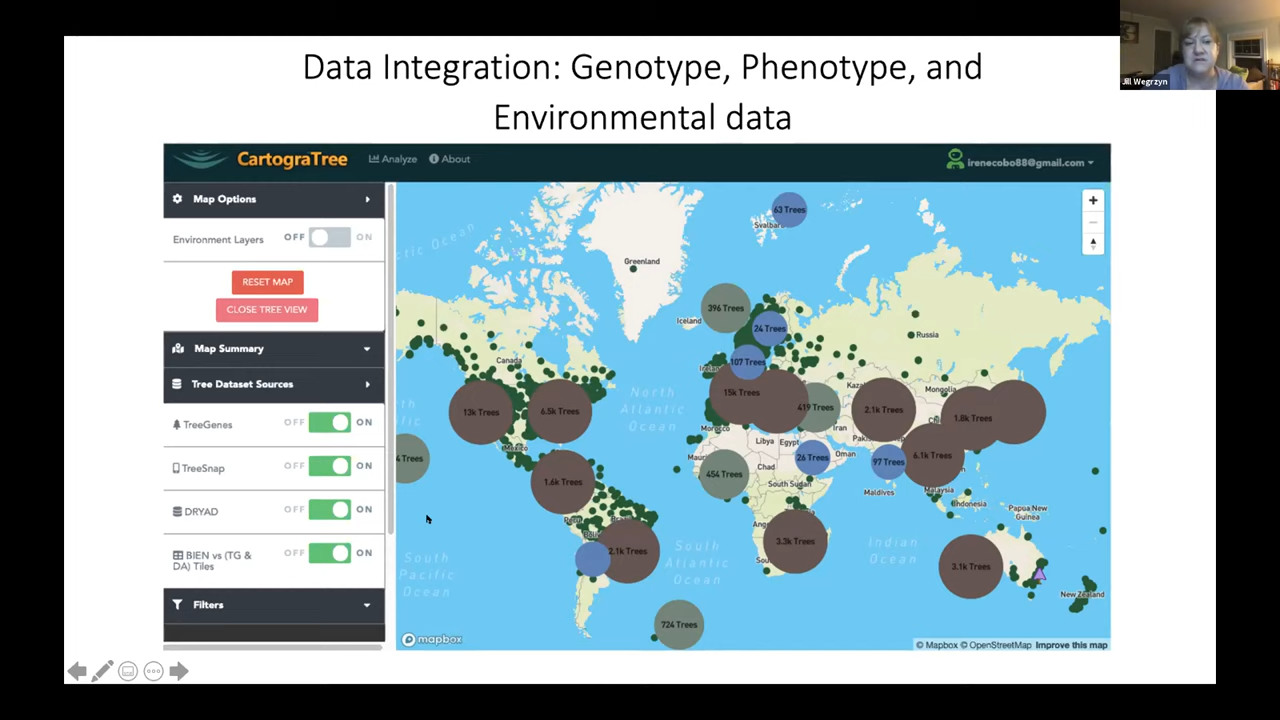 Data Integration: Genotype, Phenotype, and
Environmental data
Jill Wegrzyn
CartograTree
Analyze
About
irenecobo88@gmail.com
Map Options
Environment Layers OFF ON
RESET MAP
CLOSE TREE VIEW
Map Summary
Tree Dataset Sources
TreeGenes OFF ON
TreeSnap OFF ON
DRYAD OFF ON
BIEN vs (TG & OFF ON
DA) Tiles
Filters
63 Trees
Svalbard
Greenland
Arctic Ocean
396 Trees
Iceland
24 Trees
Russia
107 Trees
Ireland
Canada
North
Atlantic
Ocean
15k Trees
13k Trees
6.5k Trees
419 Trees
Kaza
2.1k Trees
Mongolia
1.8k Trees
Morocco
Iran
Mexico
Libya
Egypt
Oman
4 Trees
454 Trees
Chad
26 Trees
97 Trees
6.1k Trees
1.6k Trees
South Sudan
Maldives
Malaysia
Indonesia
Papua New
Guinea
2.1k Trees
South
Atlantic
Ocean
3.3k Trees
Indian
Ocean
South
Pacific
Ocean
3.1k Trees
New Zealand
724 Trees
mapbox
© Mapbox © OpenStreetMap Improve this map